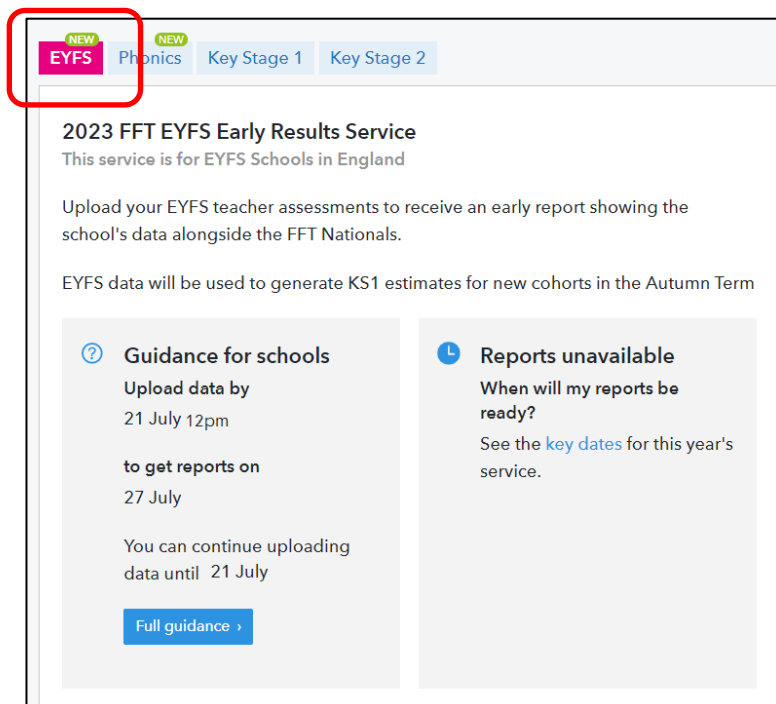 NEW NEW
EYFS Phonics Key Stage 1 Key Stage 2
2023 FFT EYFS Early Results Service
This service is for EYFS Schools in England
Upload your EYFS teacher assessments to receive an early report showing the
school's data alongside the FFT Nationals.
EYFS data will be used to generate KS1 estimates for new cohorts in the Autumn Term
Guidance for schools
Upload data by
21 July 12pm
to get reports on
27 July
You can continue uploading
data until 21 July
Full guidance ›
Reports unavailable
When will my reports be
ready?
See the key dates for this year's
service.